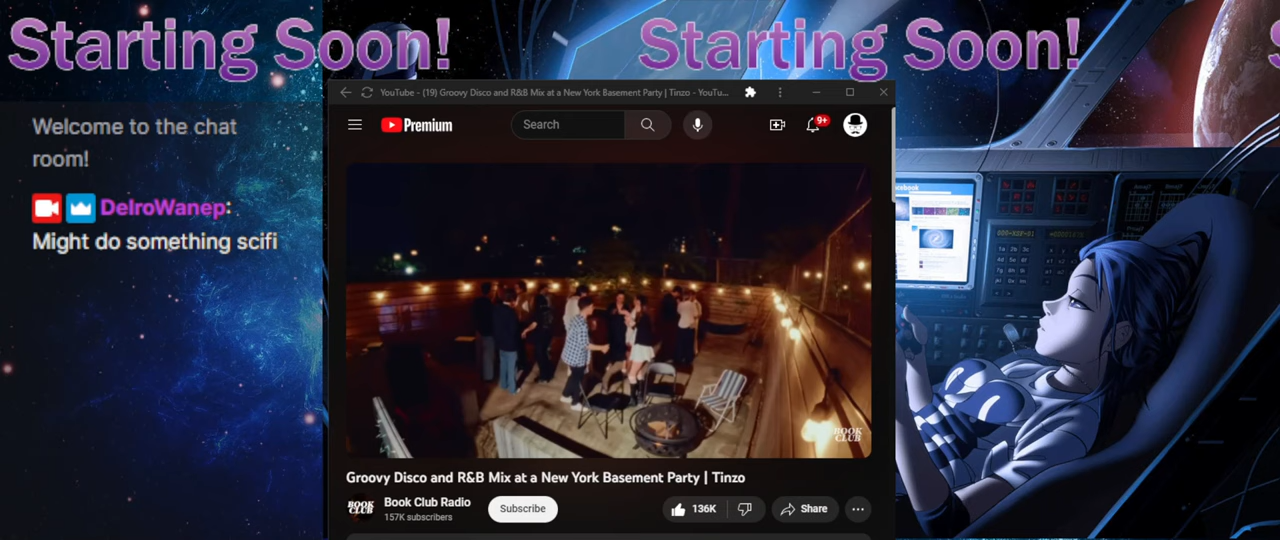 Starting Soon!
Starting Soon!
Welcome to the chat
room!
DelroWanep:
Might do something scifi
YouTube - (19) Groovy Disco and R&B Mix at a New York Basement Party | Tinzo - YouTu...
Premium
Search
9+
BOOK
CLUB
Groovy Disco and R&B Mix at a New York Basement Party | Tinzo
BOOK
CLUB
Book Club Radio
157K subscribers
Subscribe
136K
Share